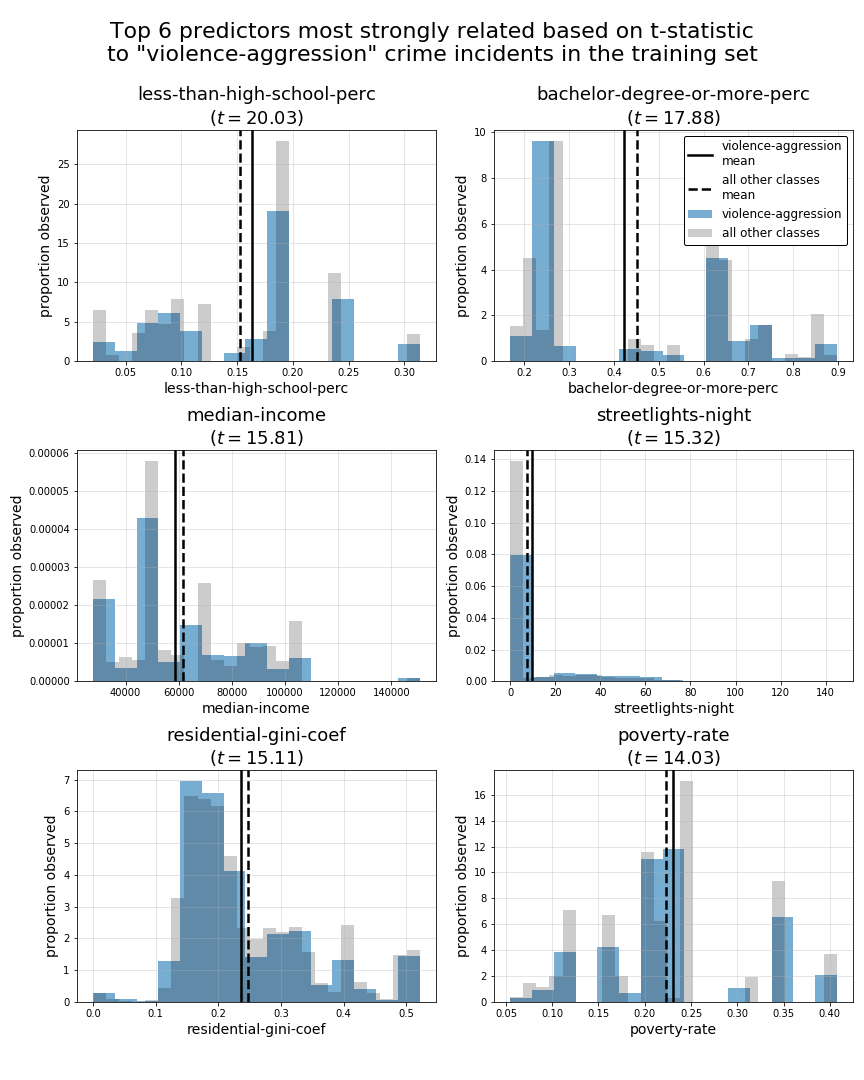 Top 6 predictors most strongly related based on t-statistic
to "violence-aggression" crime incidents in the training set
less-than-high-school-perc
(t = 20.03)
proportion observed
25
20
15
10
5
0
0.05
0.10
0.15
0.20
0.25
0.30
less-than-high-school-perc
bachelor-degree-or-more-perc
(t = 17.88)
proportion observed
10
8
6
4
2
0
violence-aggression
mean
all other classes
mean
violence-aggression
all other classes
0.2
0.3
0.4
0.5
0.6
0.7
0.8
0.9
bachelor-degree-or-more-perc
median-income
(t = 15.81)
proportion observed
0.00006
0.00005
0.00004
0.00003
0.00002
0.00001
0.00000
40000
60000
80000
100000
120000
140000
median-income
streetlights-night
(t = 15.32)
proportion observed
0.14
0.12
0.10
0.08
0.06
0.04
0.02
0.00
0
20
40
60
80
100
120
140
streetlights-night
residential-gini-coef
(t = 15.11)
proportion observed
7
6
5
4
3
2
1
0
0.0
0.1
0.2
0.3
0.4
0.5
residential-gini-coef
poverty-rate
(t = 14.03)
proportion observed
16
14
12
10
8
6
4
2
0
0.05
0.10
0.15
0.20
0.25
0.30
0.35
0.40
poverty-rate